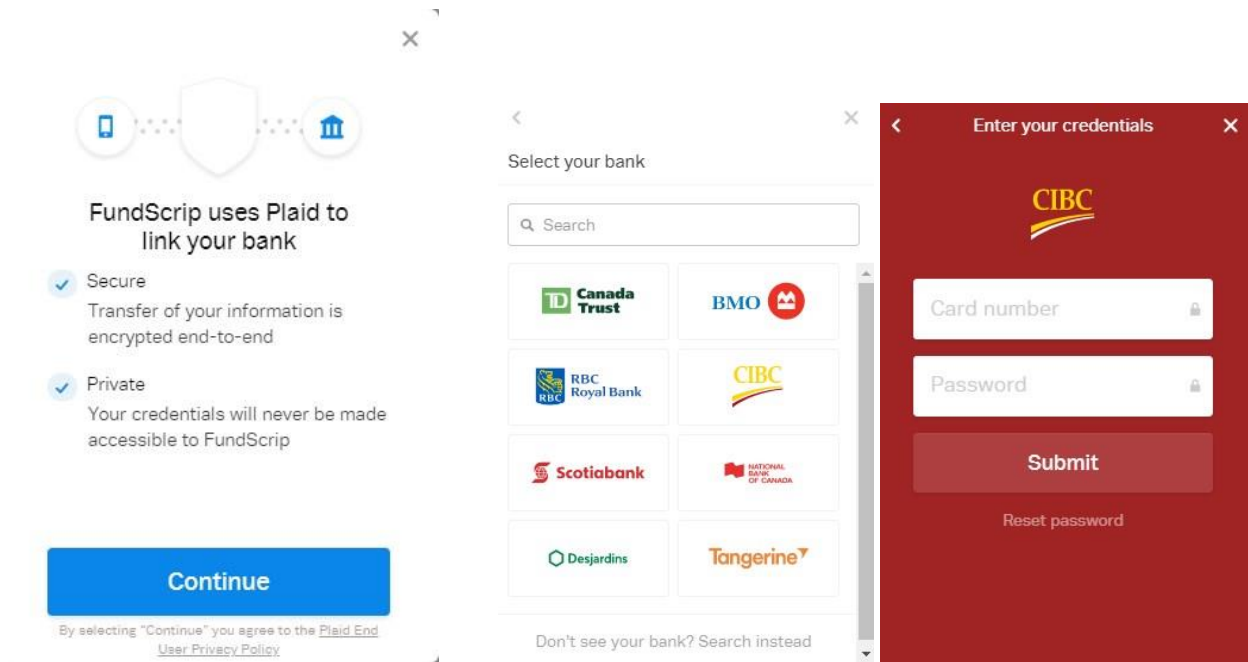 FundScrip uses Plaid to
link your bank
Secure
Transfer of your information is
encrypted end-to-end
Private
Your credentials will never be made
accessible to FundScrip
Continue
By selecting "Continue" you agree to the Plaid End
User Privacy Policy
Select your bank
Search
TD Canada
Trust
BMO
RBC
RBC
Royal Bank
CIBC
Scotiabank
NATIONAL
BANK
OF CANADA
Desjardins
Tangerine
Don't see your bank? Search instead
Enter your credentials
CIBC
Card number
Password
Submit
Reset password